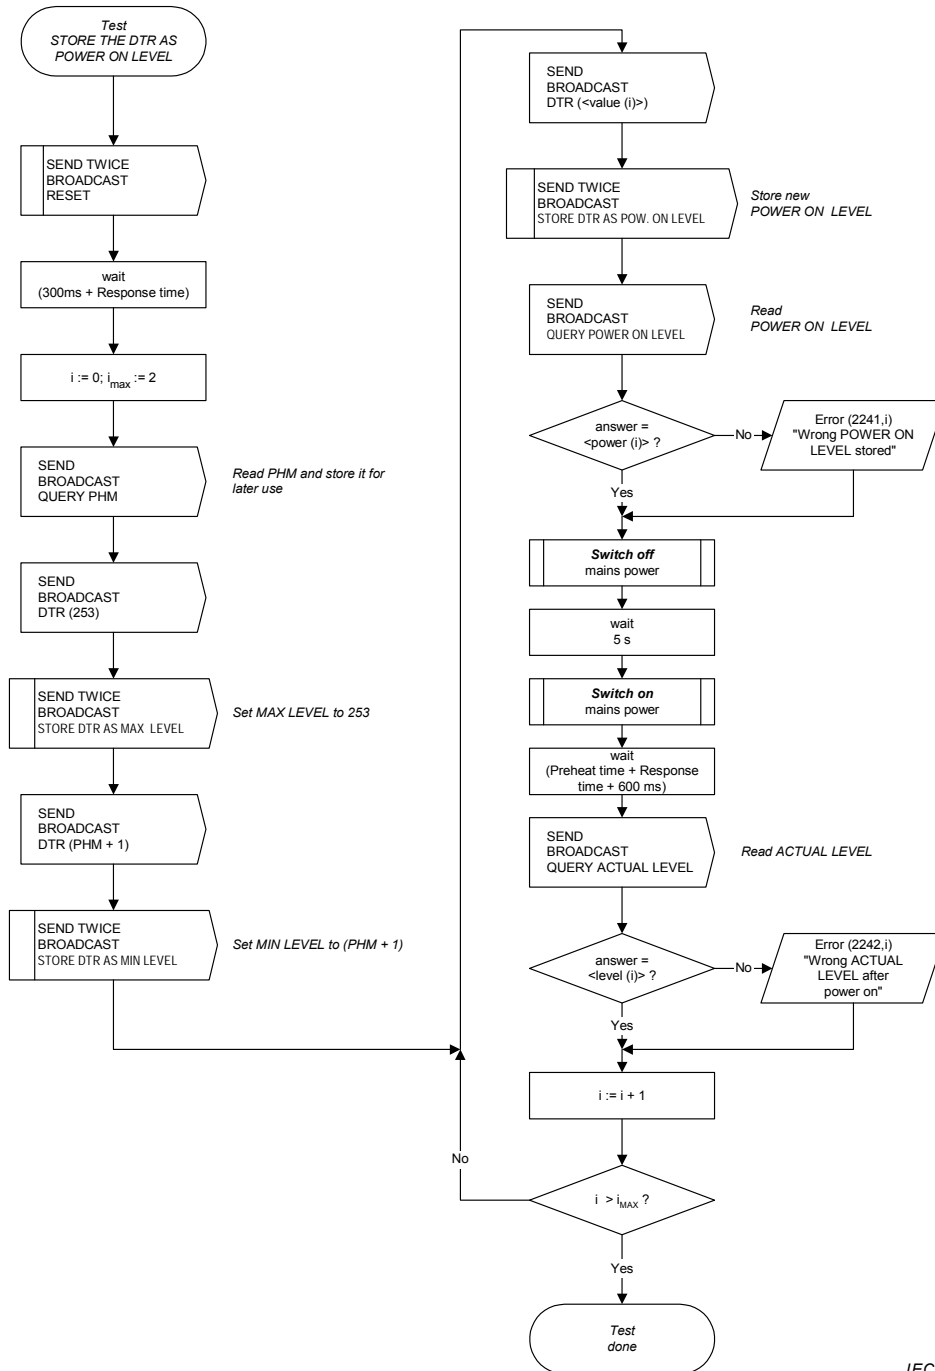 Test
STORE THE DTR AS
POWER ON LEVEL
SEND TWICE
BROADCAST
RESET
wait
(300ms + Response time)
i := 0; imax := 2
SEND
BROADCAST
QUERY PHM
Read PHM and store it for
later use
SEND
BROADCAST
DTR (253)
SEND TWICE
BROADCAST
STORE DTR AS MAX LEVEL
Set MAX LEVEL to 253
SEND
BROADCAST
DTR (PHM + 1)
SEND TWICE
BROADCAST
STORE DTR AS MIN LEVEL
Set MIN LEVEL to (PHM + 1)
SEND
BROADCAST
DTR (<value (i)>)
SEND TWICE
BROADCAST
STORE DTR AS POW. ON LEVEL
Store new
POWER ON LEVEL
SEND
BROADCAST
QUERY POWER ON LEVEL
Read
POWER ON LEVEL
answer =
<power (i)> ?
No
Error (2241,i)
"Wrong POWER ON
LEVEL stored"
Yes
Switch off
mains power
wait
5 s
Switch on
mains power
wait
(Preheat time + Response
time + 600 ms)
SEND
BROADCAST
QUERY ACTUAL LEVEL
Read ACTUAL LEVEL
answer =
<level (i)> ?
No
Error (2242,i)
"Wrong ACTUAL
LEVEL after
power on"
Yes
i := i + 1
No
i > iMAX ?
Yes
Test
done
IEC